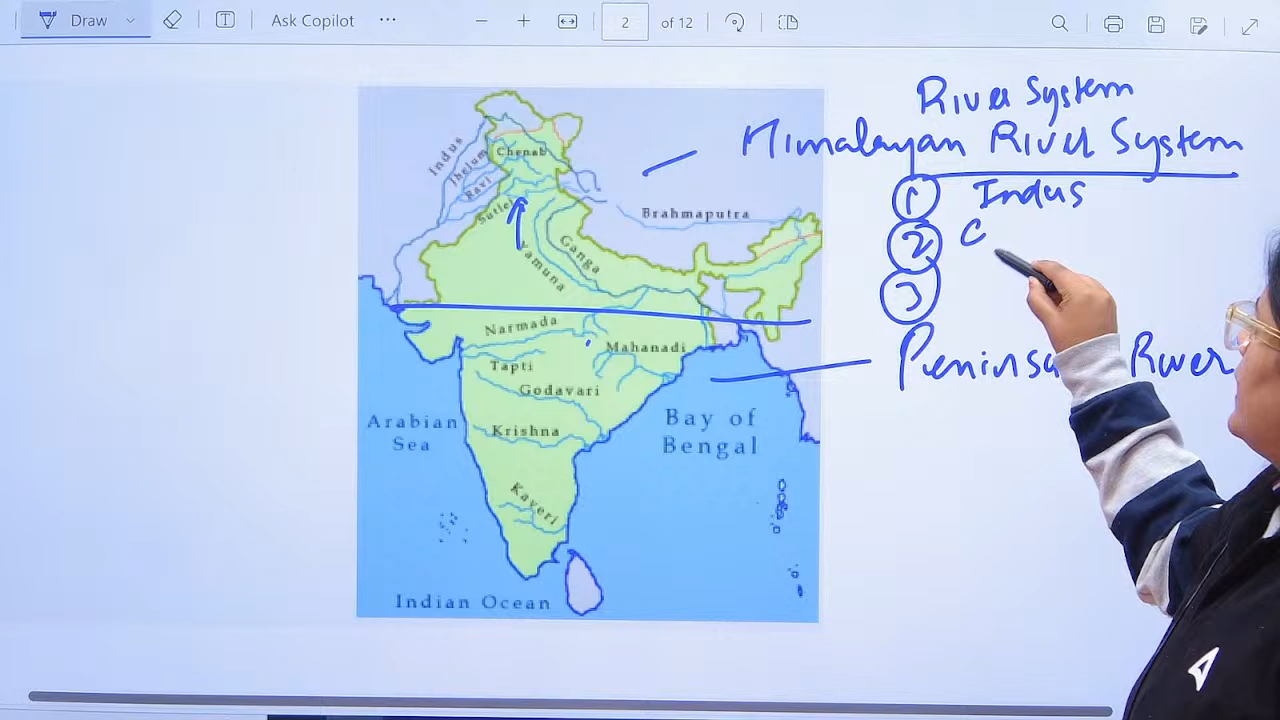 Draw
Ask Copilot
2 of 12
River System
Himalayan River System
1 Indus
2 G
3
Peninsu River
Indus
Jhelum
Chenab
Ravi
Sutlej
Brahmaputra
Ganga
Yamuna
Narmada
Mahanadi
Tapti
Godavari
Arabian
Sea
Krishna
Bay of
Bengal
Kaveri
Indian Ocean